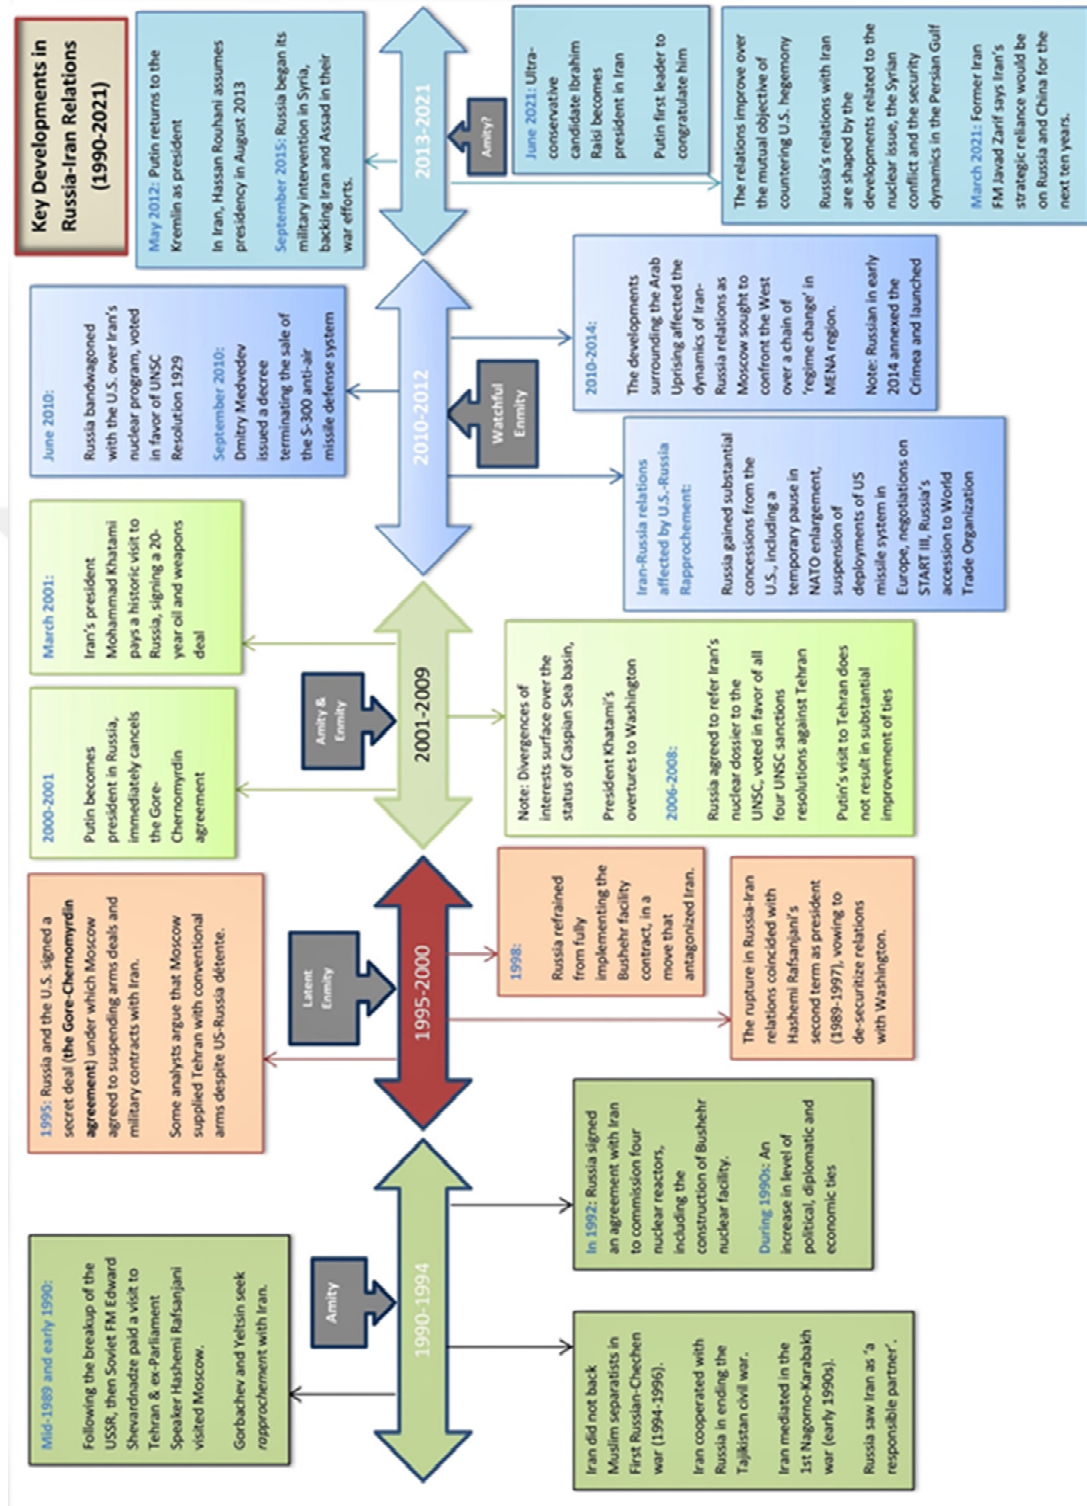 Key Developments in
Russia-Iran Relations
(1990-2021)
Mid-1989 and early 1990:
Following the breakup of the
USSR, then Soviet FM Edward
Shevardnadze paid a visit to
Tehran & ex-Parliament
Speaker Hashemi Rafsanjani
visited Moscow.
Gorbachev and Yeltsin seek
rapprochement with Iran.
Amity
1990-1994
Iran did not back
Muslim separatists in
First Russian-Chechen
war (1994-1996).
Iran cooperated with
Russia in ending the
Tajikistan civil war.
Iran mediated in the
1st Nagorno-Karabakh
war (early 1990s).
Russia saw Iran as ‘a
responsible partner’.
In 1992: Russia signed
an agreement with Iran
to commission four
nuclear reactors,
including the
construction of Bushehr
nuclear facility.
During 1990s: An
increase in level of
political, diplomatic and
economic ties
1995: Russia and the U.S. signed a
secret deal (the Gore-Chernomyrdin
agreement) under which Moscow
agreed to suspending arms deals and
military contracts with Iran.
Some analysts argue that Moscow
supplied Tehran with conventional
arms despite US-Russia détente.
Latent
Enmity
1995-2000
1998:
Russia refrained
from fully
implementing the
Bushehr facility
contract, in a
move that
antagonized Iran.
The rupture in Russia-Iran
relations coincided with
Hashemi Rafsanjani’s
second term as president
(1989-1997), vowing to
de-securitize relations
with Washington.
2000-2001
Putin becomes
president in Russia,
immediately cancels
the Gore-
Chernomyrdin
agreement
March 2001:
Iran’s president
Mohammad Khatami
pays a historic visit to
Russia, signing a 20-
year oil and weapons
deal
Amity &
Enmity
2001-2009
Note: Divergences of
interests surface over the
status of Caspian Sea basin,
President Khatami’s
overtures to Washington
2006-2008:
Russia agreed to refer Iran’s
nuclear dossier to the
UNSC, voted in favor of all
four UNSC sanctions
resolutions against Tehran
Putin’s visit to Tehran does
not result in substantial
improvement of ties
June 2010:
Russia bandwagoned
with the U.S. over Iran’s
nuclear program, voted
in favor of UNSC
Resolution 1929
September 2010:
Dmitry Medvedev
issued a decree
terminating the sale of
the S-300 anti-air
missile defense system
2010-2012
Watchful
Enmity
Iran-Russia relations
affected by U.S.-Russia
Rapprochement:
Russia gained substantial
concessions from the
U.S., including a
temporary pause in
NATO enlargement,
suspension of
deployments of US
missile system in
Europe, negotiations on
START III, Russia’s
accession to World
Trade Organization
2010-2014:
The developments
surrounding the Arab
Uprising affected the
dynamics of Iran-
Russia relations as
Moscow sought to
confront the West
over a chain of
‘regime change’ in
MENA region.
Note: Russian in early
2014 annexed the
Crimea and launched
May 2012: Putin returns to the
Kremlin as president
In Iran, Hassan Rouhani assumes
presidency in August 2013
September 2015: Russia began its
military intervention in Syria,
backing Iran and Assad in their
war efforts.
2013-2021
Amity?
June 2021: Ultra-
conservative
candidate Ibrahim
Raisi becomes
president in Iran
Putin first leader to
congratulate him
The relations improve over
the mutual objective of
countering U.S. hegemony
Russia’s relations with Iran
are shaped by the
developments related to the
nuclear issue, the Syrian
conflict and the security
dynamics in the Persian Gulf
March 2021: Former Iran
FM Javad Zarif says Iran’s
strategic reliance would be
on Russia and China for the
next ten years.